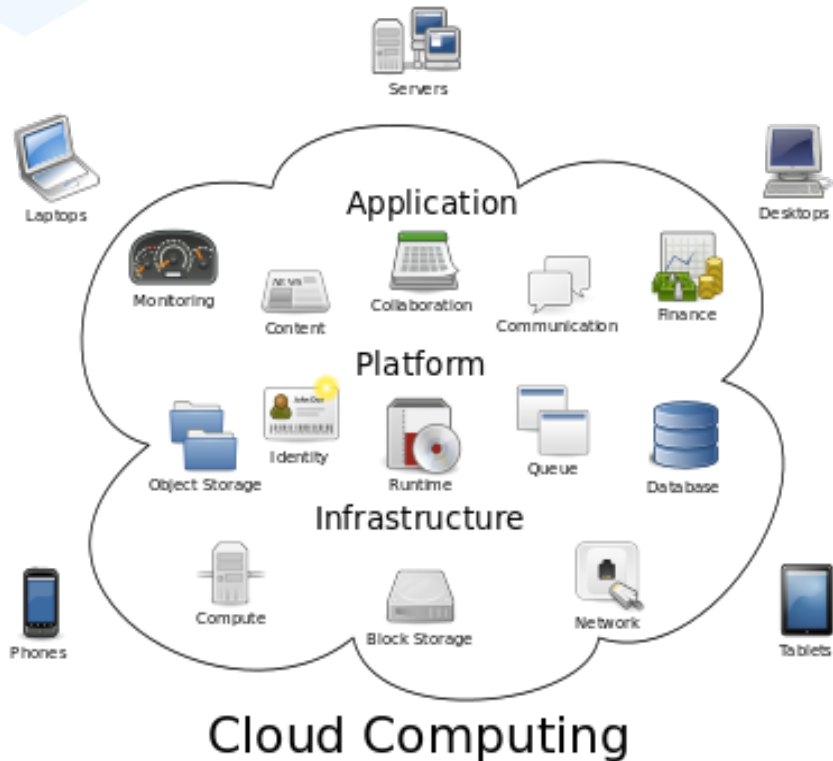 Servers
Laptops
Desktops
Application
Monitoring
Content
Collaboration
Communication
Finance
Platform
Object Storage
Identity
Runtime
Queue
Database
Infrastructure
Compute
Block Storage
Network
Phones
Tablets
Cloud Computing